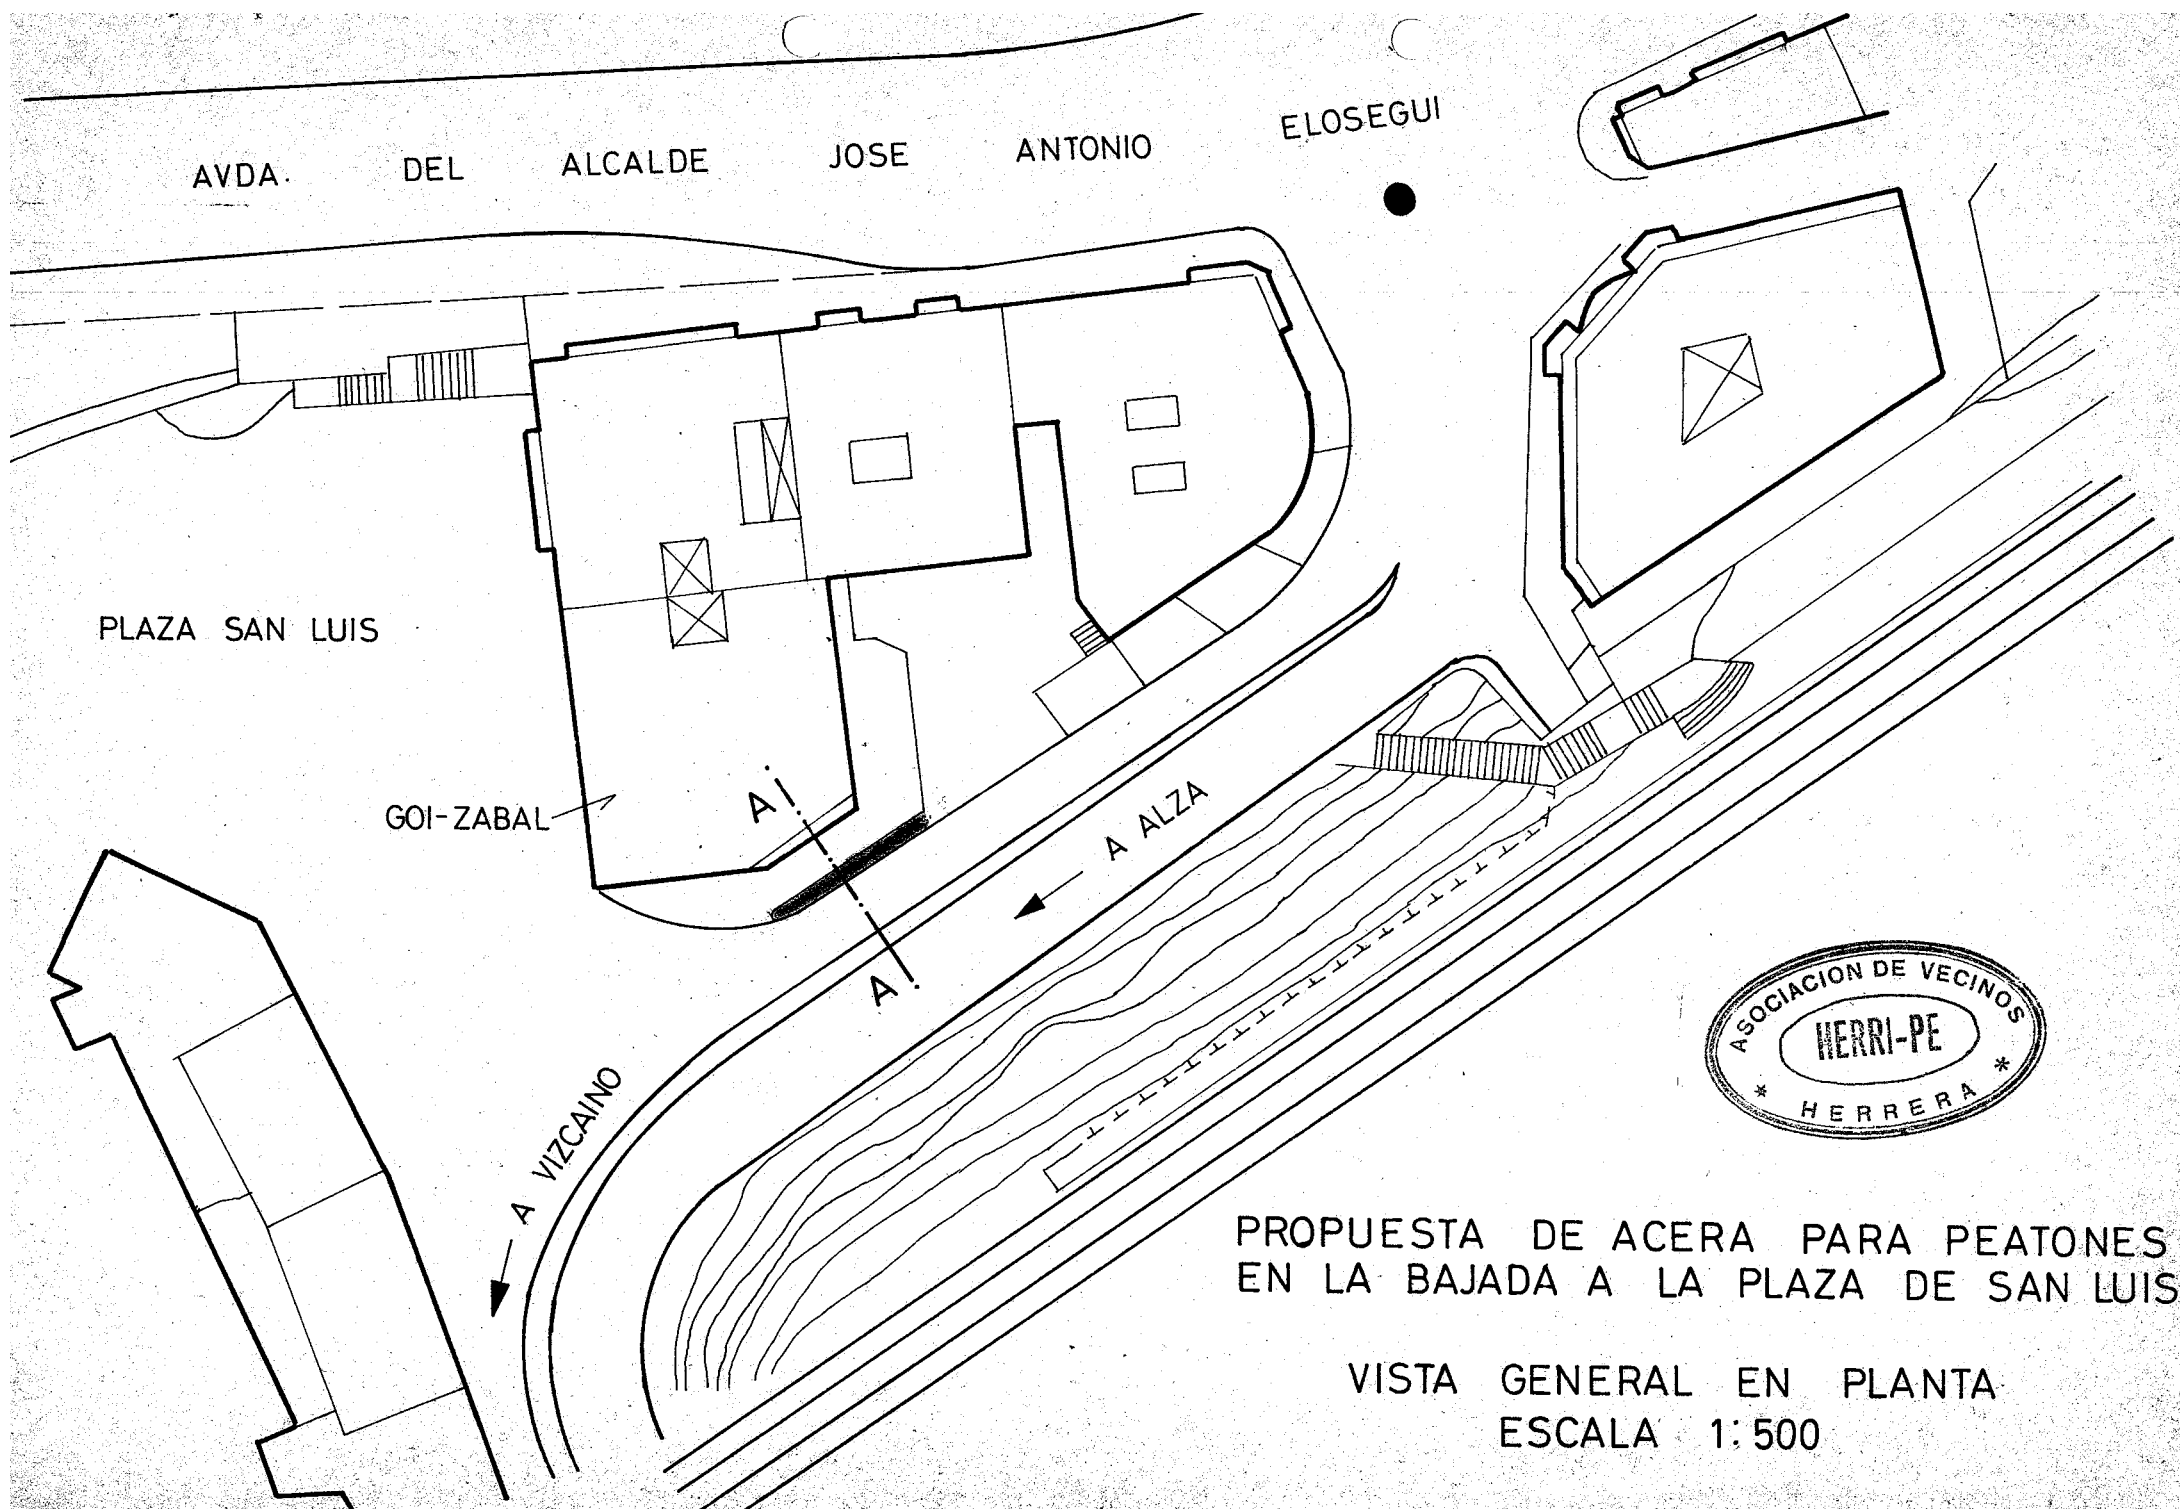 AVDA. DEL ALCALDE JOSE ANTONIO ELOSEGUI
PLAZA SAN LUIS
GOI-ZABAL
A
A
A ALZA
A VIZCAINO
ASOCIACION DE VECINOS
HERRI-PE
* HERRERA *
PROPUESTA DE ACERA PARA PEATONES
EN LA BAJADA A LA PLAZA DE SAN LUIS
VISTA GENERAL EN PLANTA
ESCALA 1:500